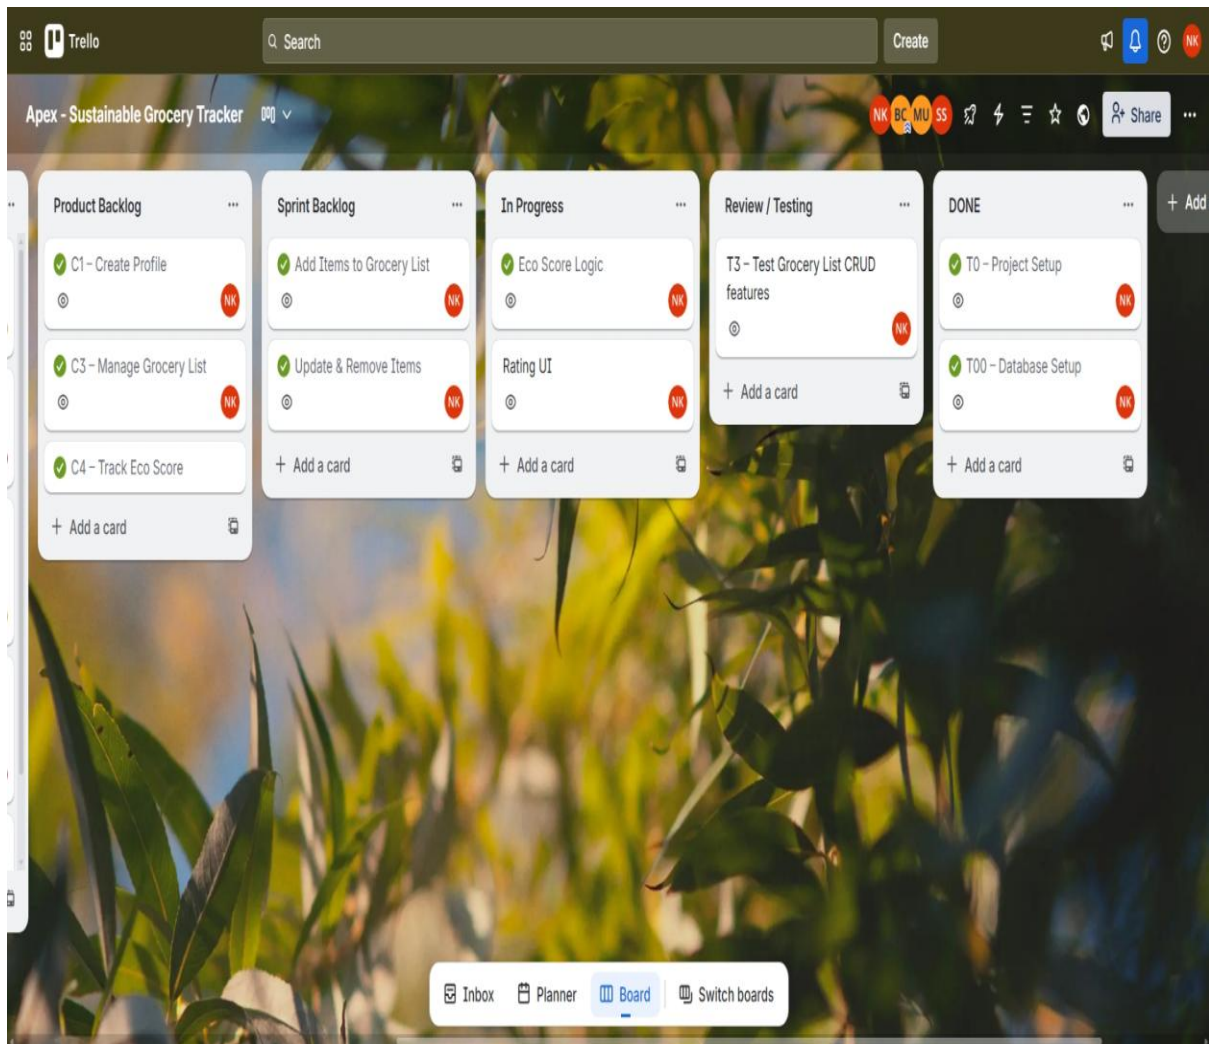 Trello
Search
Create
NK
Apex - Sustainable Grocery Tracker
NK BC MU SS
Share
Product Backlog
C1 – Create Profile
NK
C3 – Manage Grocery List
NK
C4 – Track Eco Score
+ Add a card
Sprint Backlog
Add Items to Grocery List
NK
Update & Remove Items
NK
+ Add a card
In Progress
Eco Score Logic
NK
Rating UI
NK
+ Add a card
Review / Testing
T3 – Test Grocery List CRUD
features
NK
+ Add a card
DONE
T0 – Project Setup
NK
T00 – Database Setup
NK
+ Add a card
+ Add
Inbox
Planner
Board
Switch boards